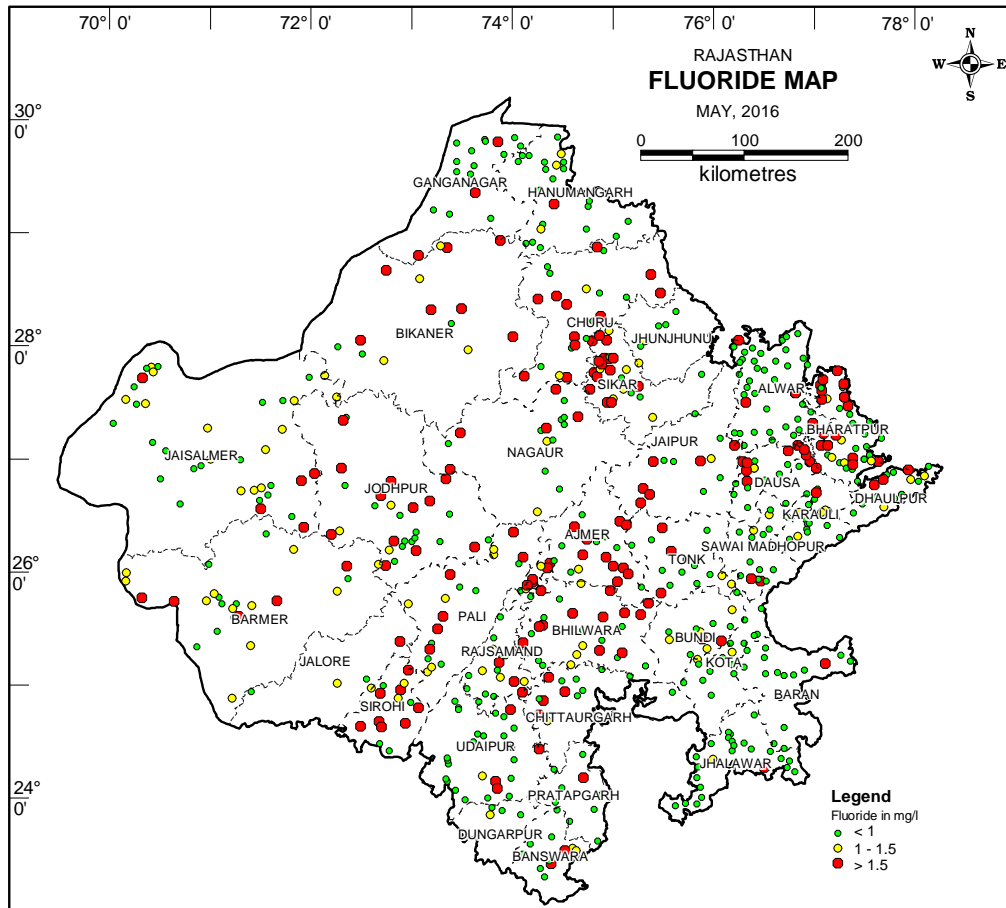 70° 0' 72° 0' 74° 0' 76° 0' 78° 0'
N
W E
S
RAJASTHAN
FLUORIDE MAP
MAY, 2016
0 100 200
kilometres
30°
0'
GANGANAGAR
HANUMANGARH
28°
0'
BIKANER
CHURU
JHUNJHUNU
SIKAR
ALWAR
BHARATPUR
JAISALMER
NAGAUR
JAIPUR
JODHPUR
DAUSA
DHAULPUR
KARAULI
26°
0'
AJMER
SAWAI MADHOPUR
TONK
BARMER
PALI
BHILWARA
BUNDI
RAJSAMAND
JALORE
KOTA
BARAN
SIROHI
CHITTAURGARH
UDAIPUR
JHALAWAR
24°
0'
PRATAPGARH
DUNGARPUR
BANSWARA
Legend
Fluoride in mg/l
< 1
1 - 1.5
> 1.5